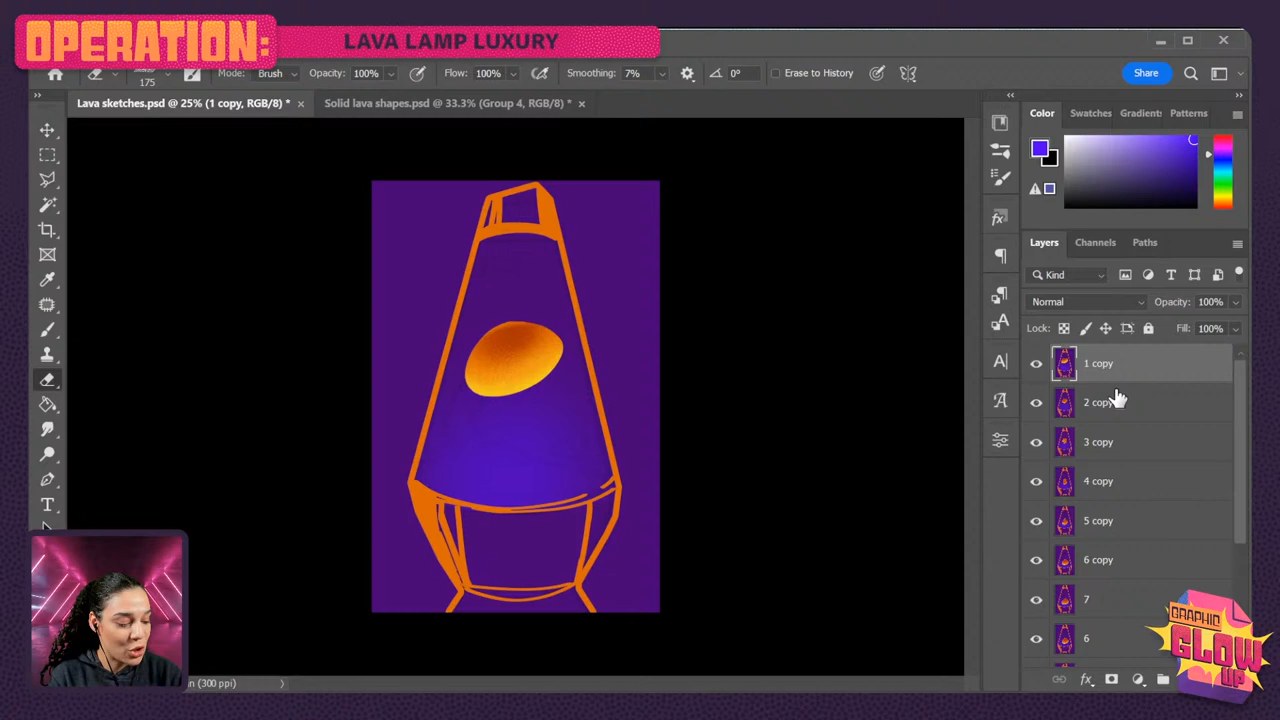 OPERATION:
LAVA LAMP LUXURY
175
Mode: Brush
Opacity: 100%
Flow: 100%
Smoothing: 7%
0°
Erase to History
Share
Lava sketches.psd @ 25% (1 copy, RGB/8) *
Solid lava shapes.psd @ 33.3% (Group 4, RGB/8) *
Color
Swatches
Gradients
Patterns
Layers
Channels
Paths
Kind
Normal
Opacity: 100%
Lock:
Fill: 100%
1 copy
2 copy
3 copy
4 copy
5 copy
6 copy
7
6
(300 ppi)
GRAPHIC
GLOW
UP